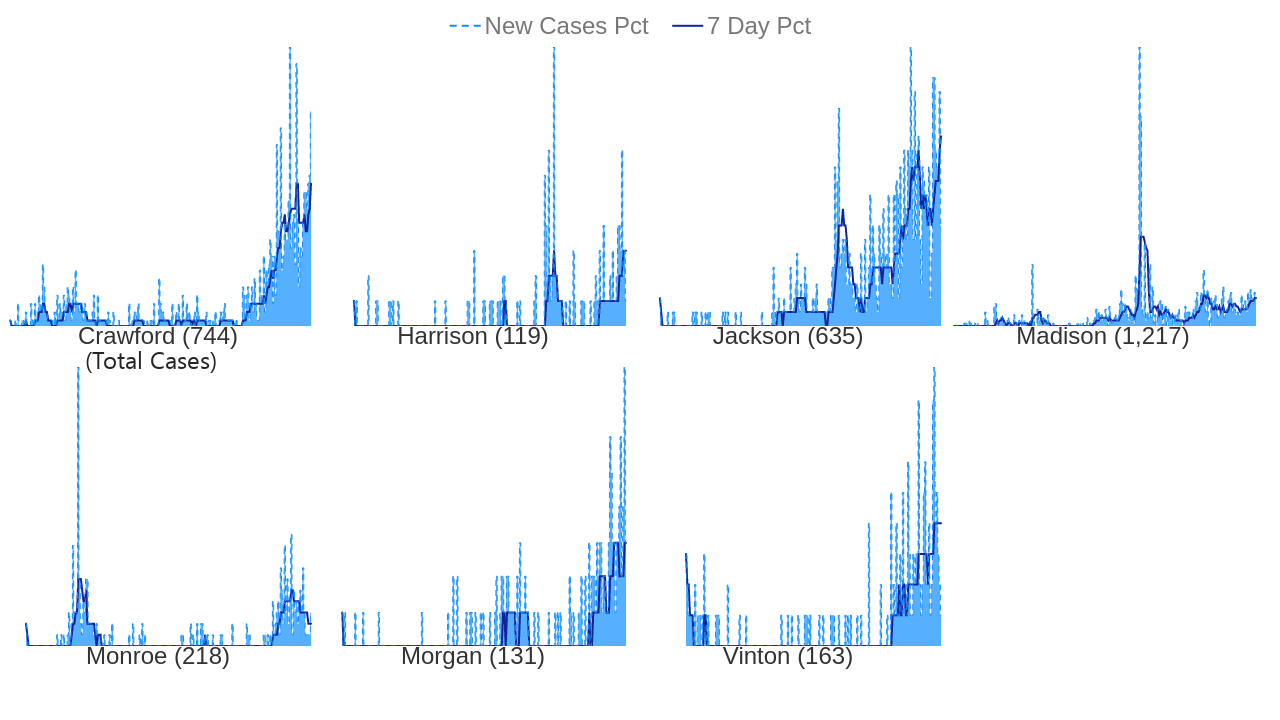 New Cases Pct 7 Day Pct
Crawford (744) Harrison (119) Jackson (635) Madison (1,217)
(Total Cases)
Monroe (218) Morgan (131) Vinton (163)